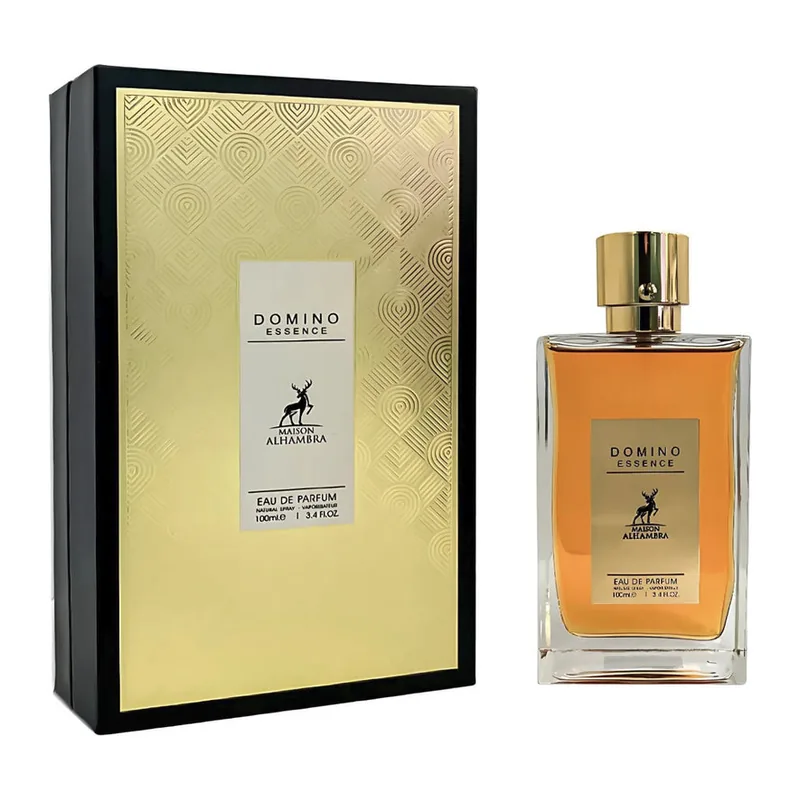 DOMINO
ESSENCE
MAISON
ALHAMBRA
EAU DE PARFUM
NATURAL SPRAY - VAPORISATEUR
100ml.e | 3.4 FL.OZ.
DOMINO
ESSENCE
MAISON
ALHAMBRA
EAU DE PARFUM
100ml.e | 3.4 FL.OZ.